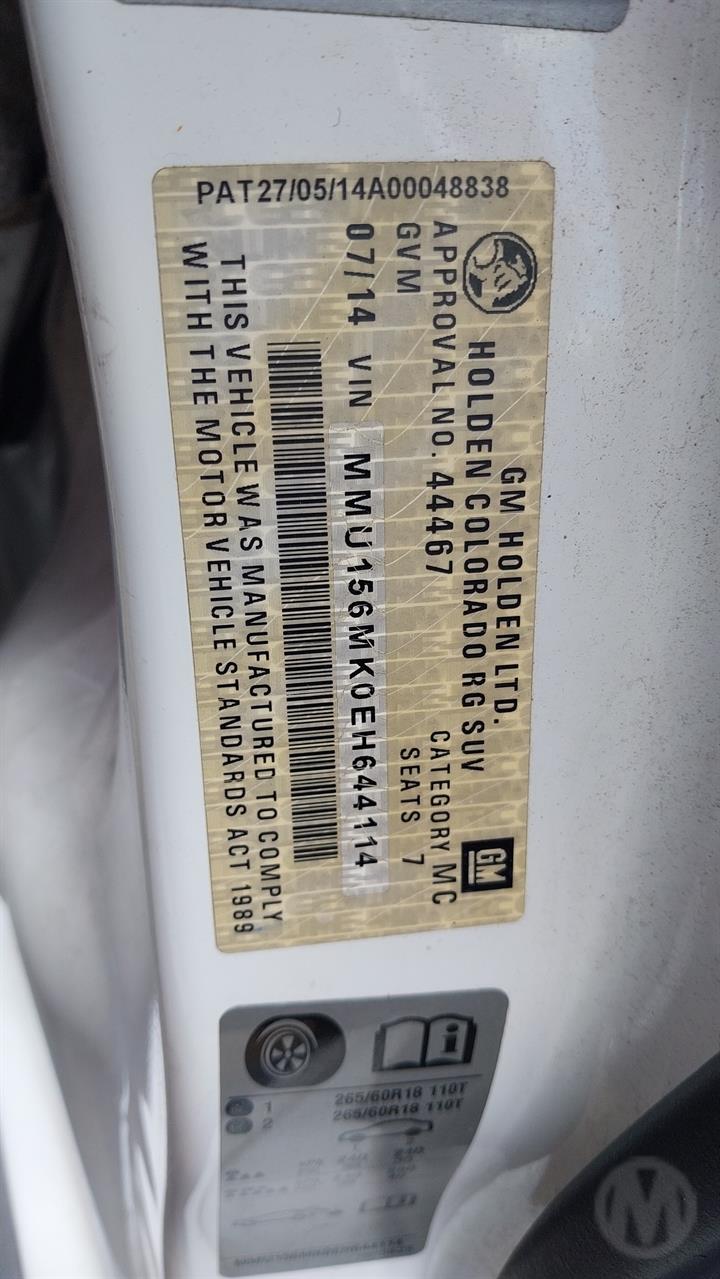 PAT27/05/14A00048838
GM HOLDEN LTD.
HOLDEN COLORADO RG SUV
GM
APPROVAL NO. 44467 CATEGORY MC
GVM SEATS 7
07/14 VIN MMU156MK0EH644114
THIS VEHICLE WAS MANUFACTURED TO COMPLY
WITH THE MOTOR VEHICLE STANDARDS ACT 1989
i
1 265/60R18 110T
2 265/60R18 110T
M